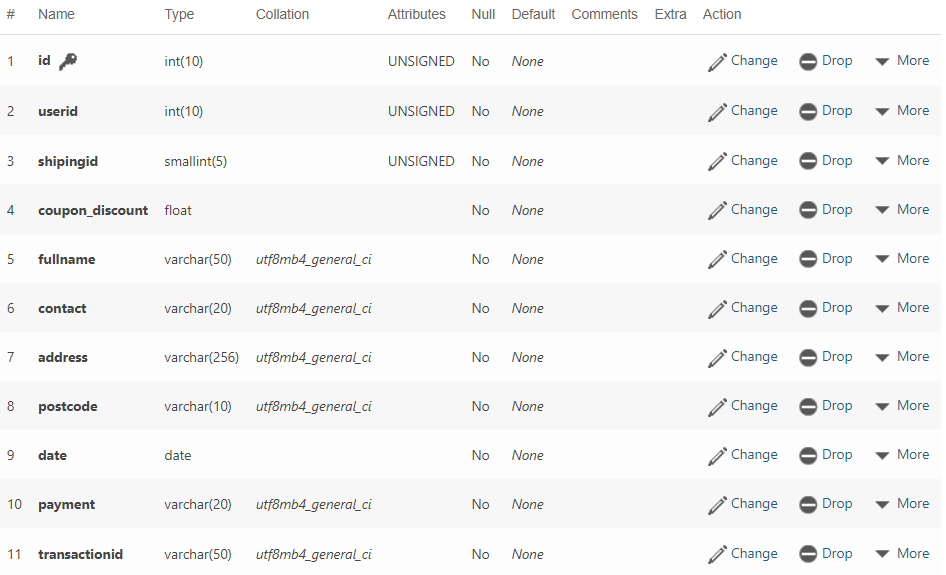 # Name Type Collation Attributes Null Default Comments Extra Action
1 id int(10) UNSIGNED No None Change Drop More
2 userid int(10) UNSIGNED No None Change Drop More
3 shipingid smallint(5) UNSIGNED No None Change Drop More
4 coupon_discount float No None Change Drop More
5 fullname varchar(50) utf8mb4_general_ci No None Change Drop More
6 contact varchar(20) utf8mb4_general_ci No None Change Drop More
7 address varchar(256) utf8mb4_general_ci No None Change Drop More
8 postcode varchar(10) utf8mb4_general_ci No None Change Drop More
9 date date No None Change Drop More
10 payment varchar(20) utf8mb4_general_ci No None Change Drop More
11 transactionid varchar(50) utf8mb4_general_ci No None Change Drop More